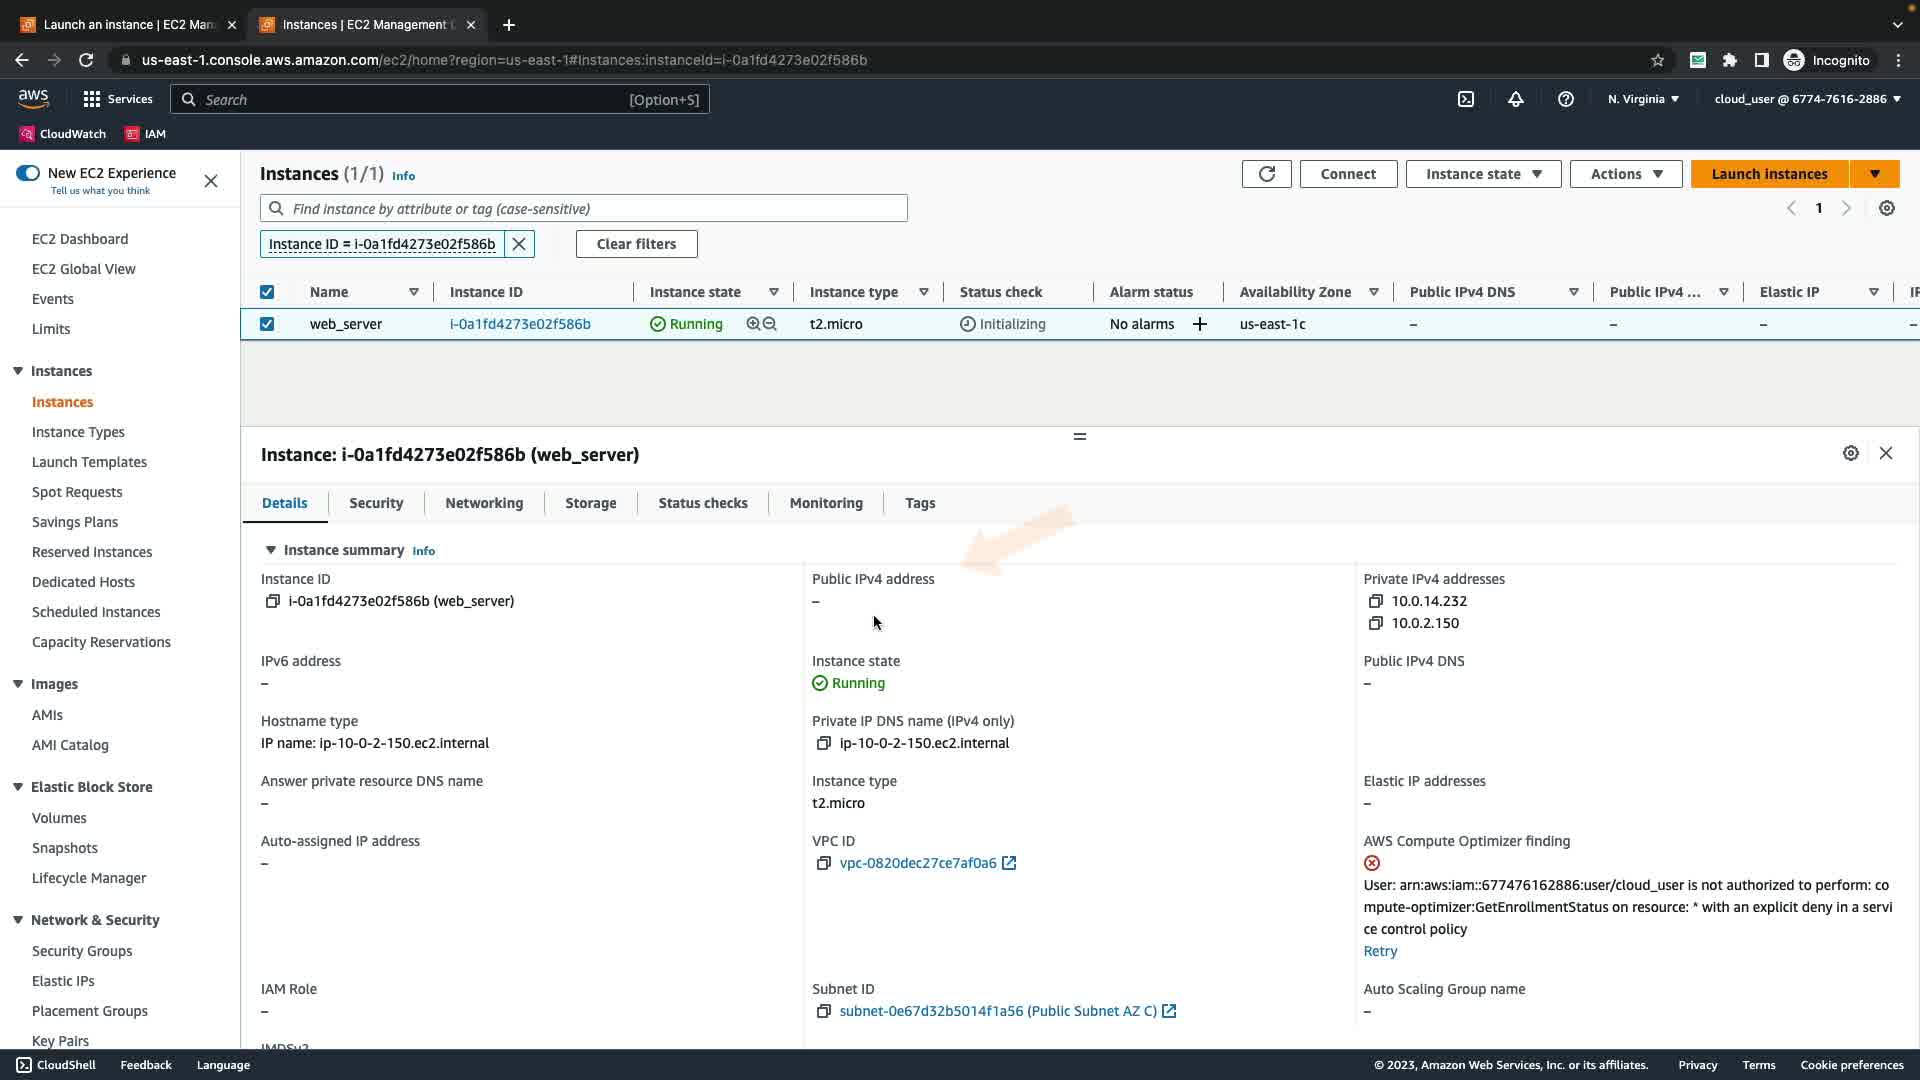 Launch an instance | EC2 Man
Instances | EC2 Management C
us-east-1.console.aws.amazon.com/ec2/home?region=us-east-1#Instances:instanceId=i-0a1fd4273e02f586b
Incognito
aws
Services
Search
[Option+S]
N. Virginia
cloud_user @ 6774-7616-2886
CloudWatch
IAM
New EC2 Experience
Tell us what you think
EC2 Dashboard
EC2 Global View
Events
Limits
Instances
Instances
Instance Types
Launch Templates
Spot Requests
Savings Plans
Reserved Instances
Dedicated Hosts
Scheduled Instances
Capacity Reservations
Images
AMIs
AMI Catalog
Elastic Block Store
Volumes
Snapshots
Lifecycle Manager
Network & Security
Security Groups
Elastic IPs
Placement Groups
Key Pairs
Instances (1/1) Info
Connect
Instance state
Actions
Launch instances
Find instance by attribute or tag (case-sensitive)
1
Instance ID = i-0a1fd4273e02f586b
Clear filters
Name Instance ID Instance state Instance type Status check Alarm status Availability Zone Public IPv4 DNS Public IPv4 ... Elastic IP IP
web_server i-0a1fd4273e02f586b Running t2.micro Initializing No alarms + us-east-1c – – – –
Instance: i-0a1fd4273e02f586b (web_server)
Details Security Networking Storage Status checks Monitoring Tags
Instance summary Info
Instance ID
i-0a1fd4273e02f586b (web_server)
Public IPv4 address
–
Private IPv4 addresses
10.0.14.232
10.0.2.150
IPv6 address
–
Instance state
Running
Public IPv4 DNS
–
Hostname type
IP name: ip-10-0-2-150.ec2.internal
Private IP DNS name (IPv4 only)
ip-10-0-2-150.ec2.internal
Answer private resource DNS name
–
Instance type
t2.micro
Elastic IP addresses
–
Auto-assigned IP address
–
VPC ID
vpc-0820dec27ce7af0a6
AWS Compute Optimizer finding
User: arn:aws:iam::677476162886:user/cloud_user is not authorized to perform: co
mpute-optimizer:GetEnrollmentStatus on resource: * with an explicit deny in a servi
ce control policy
Retry
IAM Role
–
Subnet ID
subnet-0e67d32b5014f1a56 (Public Subnet AZ C)
Auto Scaling Group name
–
IMDSv2
CloudShell
Feedback
Language
© 2023, Amazon Web Services, Inc. or its affiliates.
Privacy
Terms
Cookie preferences